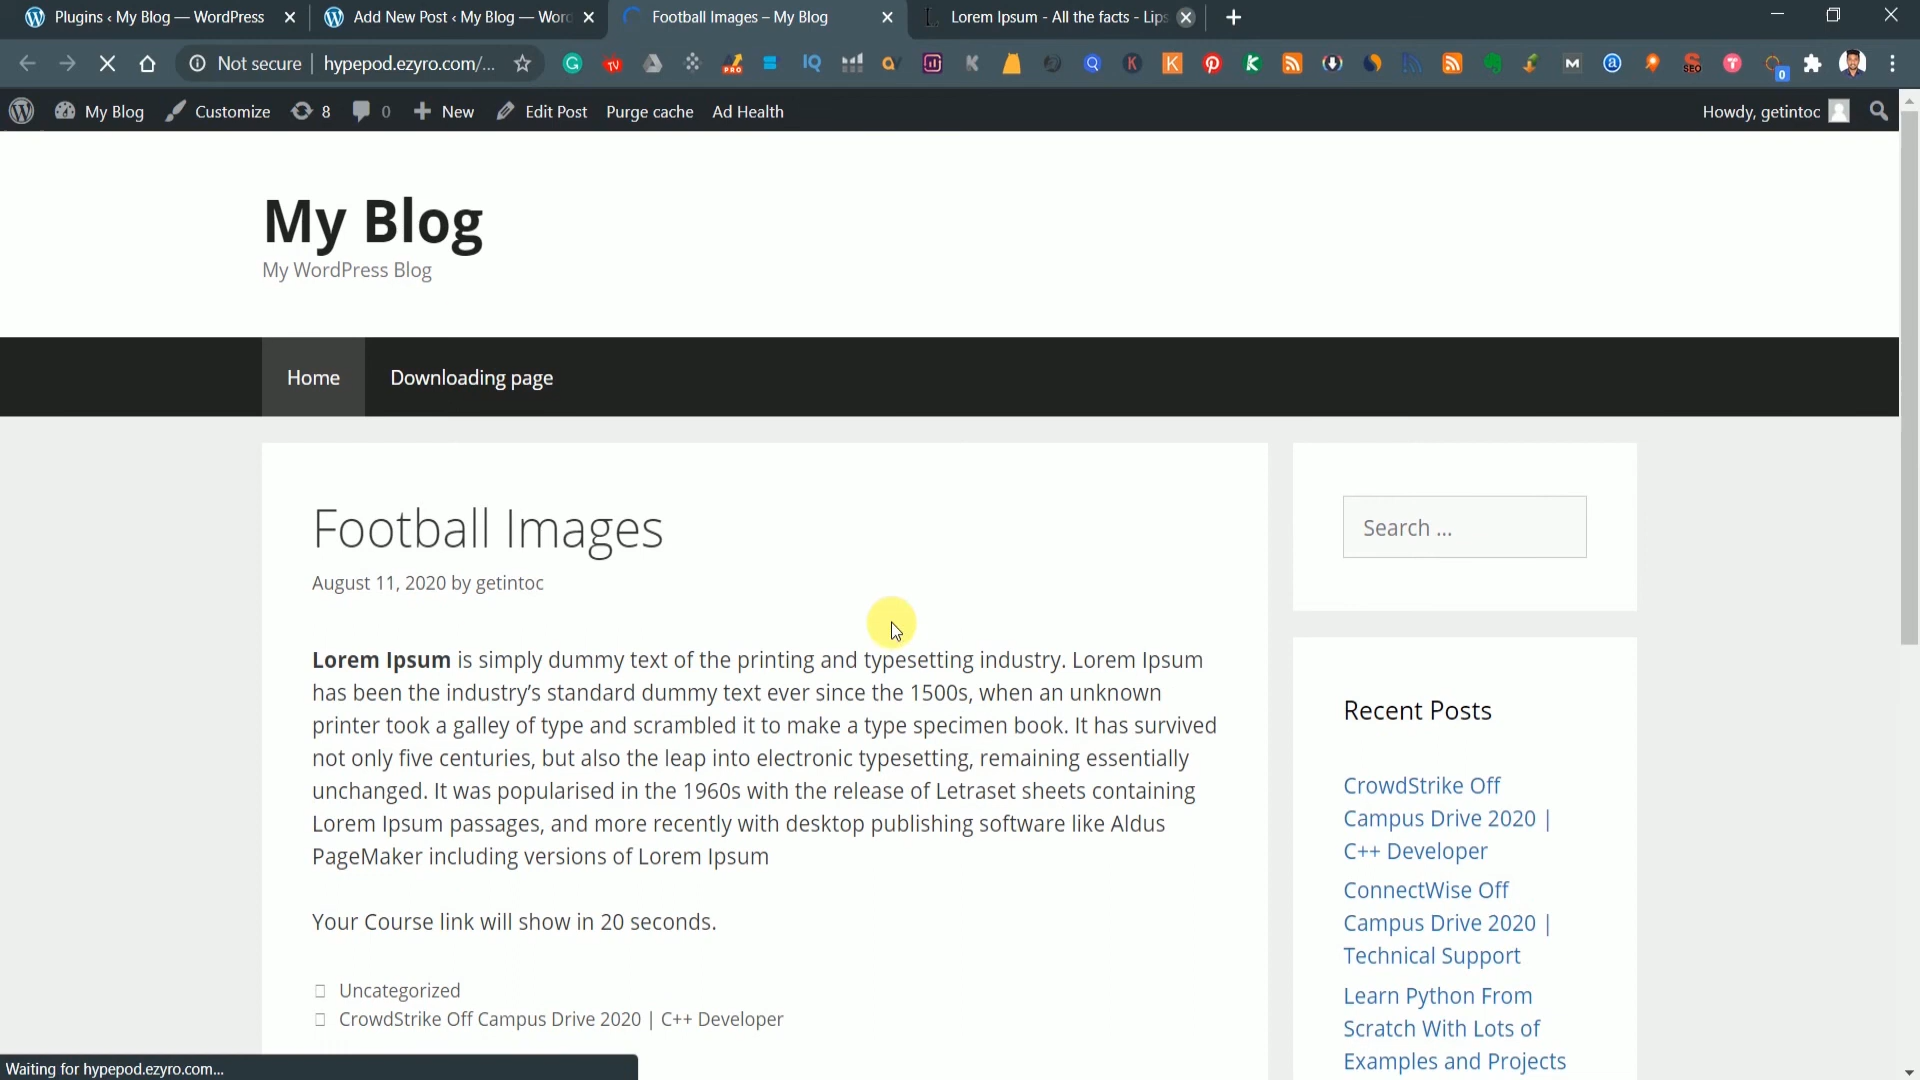 Plugins ‹ My Blog — WordPress
Add New Post ‹ My Blog — Word
Football Images – My Blog
Lorem Ipsum - All the facts - Lips
Not secure
hypepod.ezyro.com/...
My Blog
Customize
8
0
New
Edit Post
Purge cache
Ad Health
Howdy, getintoc
My Blog
My WordPress Blog
Home
Downloading page
Football Images
August 11, 2020 by getintoc
Lorem Ipsum is simply dummy text of the printing and typesetting industry. Lorem Ipsum
has been the industry’s standard dummy text ever since the 1500s, when an unknown
printer took a galley of type and scrambled it to make a type specimen book. It has survived
not only five centuries, but also the leap into electronic typesetting, remaining essentially
unchanged. It was popularised in the 1960s with the release of Letraset sheets containing
Lorem Ipsum passages, and more recently with desktop publishing software like Aldus
PageMaker including versions of Lorem Ipsum
Your Course link will show in 20 seconds.
Uncategorized
CrowdStrike Off Campus Drive 2020 | C++ Developer
Search ...
Recent Posts
CrowdStrike Off
Campus Drive 2020 |
C++ Developer
ConnectWise Off
Campus Drive 2020 |
Technical Support
Learn Python From
Scratch With Lots of
Examples and Projects
Waiting for hypepod.ezyro.com...